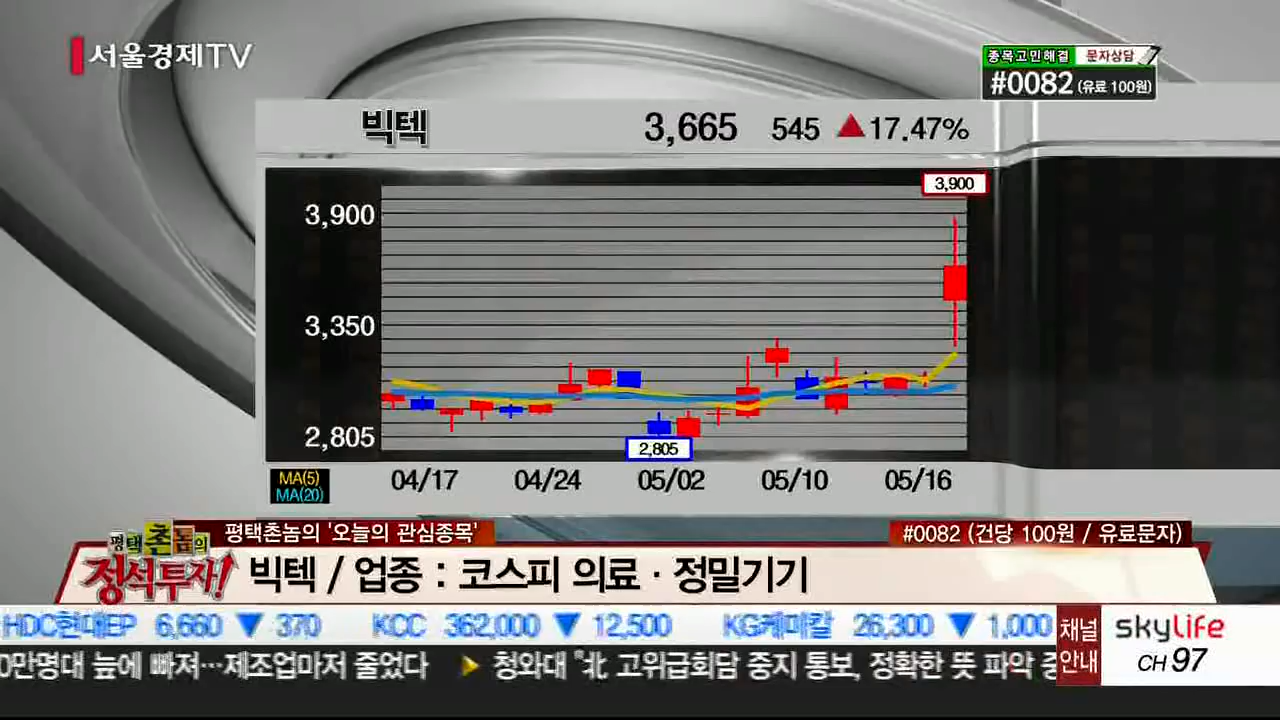 서울경제TV
종목고민해결 문자상담
#0082 (유료 100원)
빅텍 3,665 545 ▲17.47%
3,900
3,900
3,350
2,805
2,805
MA(5)
MA(20)
04/17 04/24 05/02 05/10 05/16
평택촌놈의 '오늘의 관심종목' #0082 (건당 100원 / 유료문자)
평택촌놈의
정석투자!
빅텍 / 업종 : 코스피 의료 · 정밀기기
HDC현대EP 6,660 ▼ 370 KCC 362,000 ▼ 12,500 KG케미칼 26,300 ▼ 1,000
0만명대 늪에 빠져…제조업마저 줄었다 ▶ 청와대 "北 고위급회담 중지 통보, 정확한 뜻 파악
채널
안내
skylife
CH 97